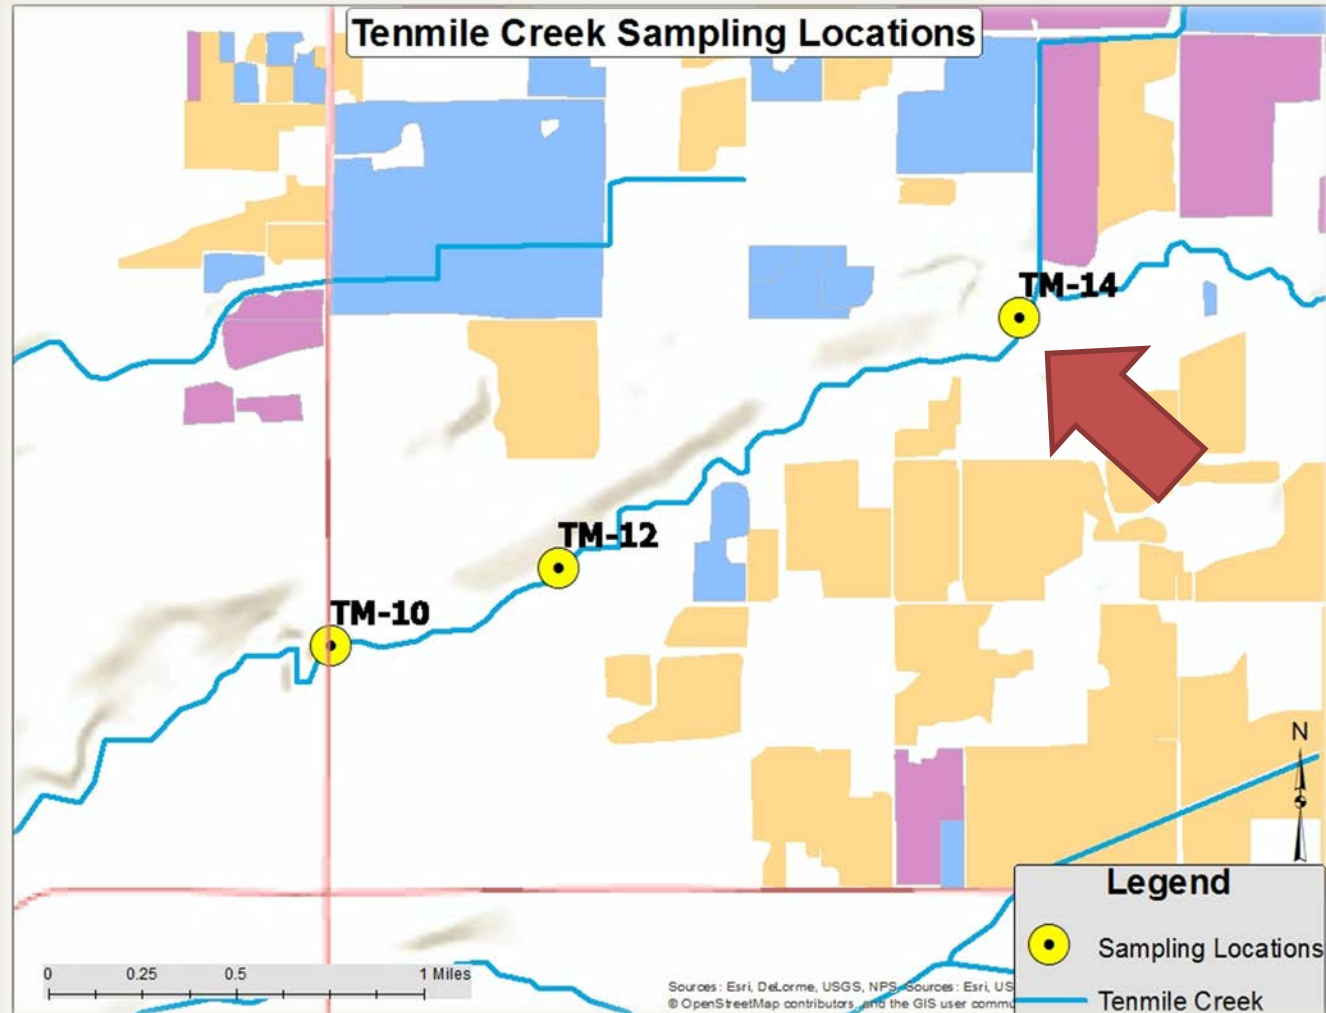 Tenmile Creek Sampling Locations
TM-14
TM-12
TM-10
N
Legend
Sampling Locations
Tenmile Creek
0 0.25 0.5 1 Miles
Sources: Esri, DeLorme, USGS, NPS, Sources: Esri, US
© OpenStreetMap contributors, and the GIS user commu